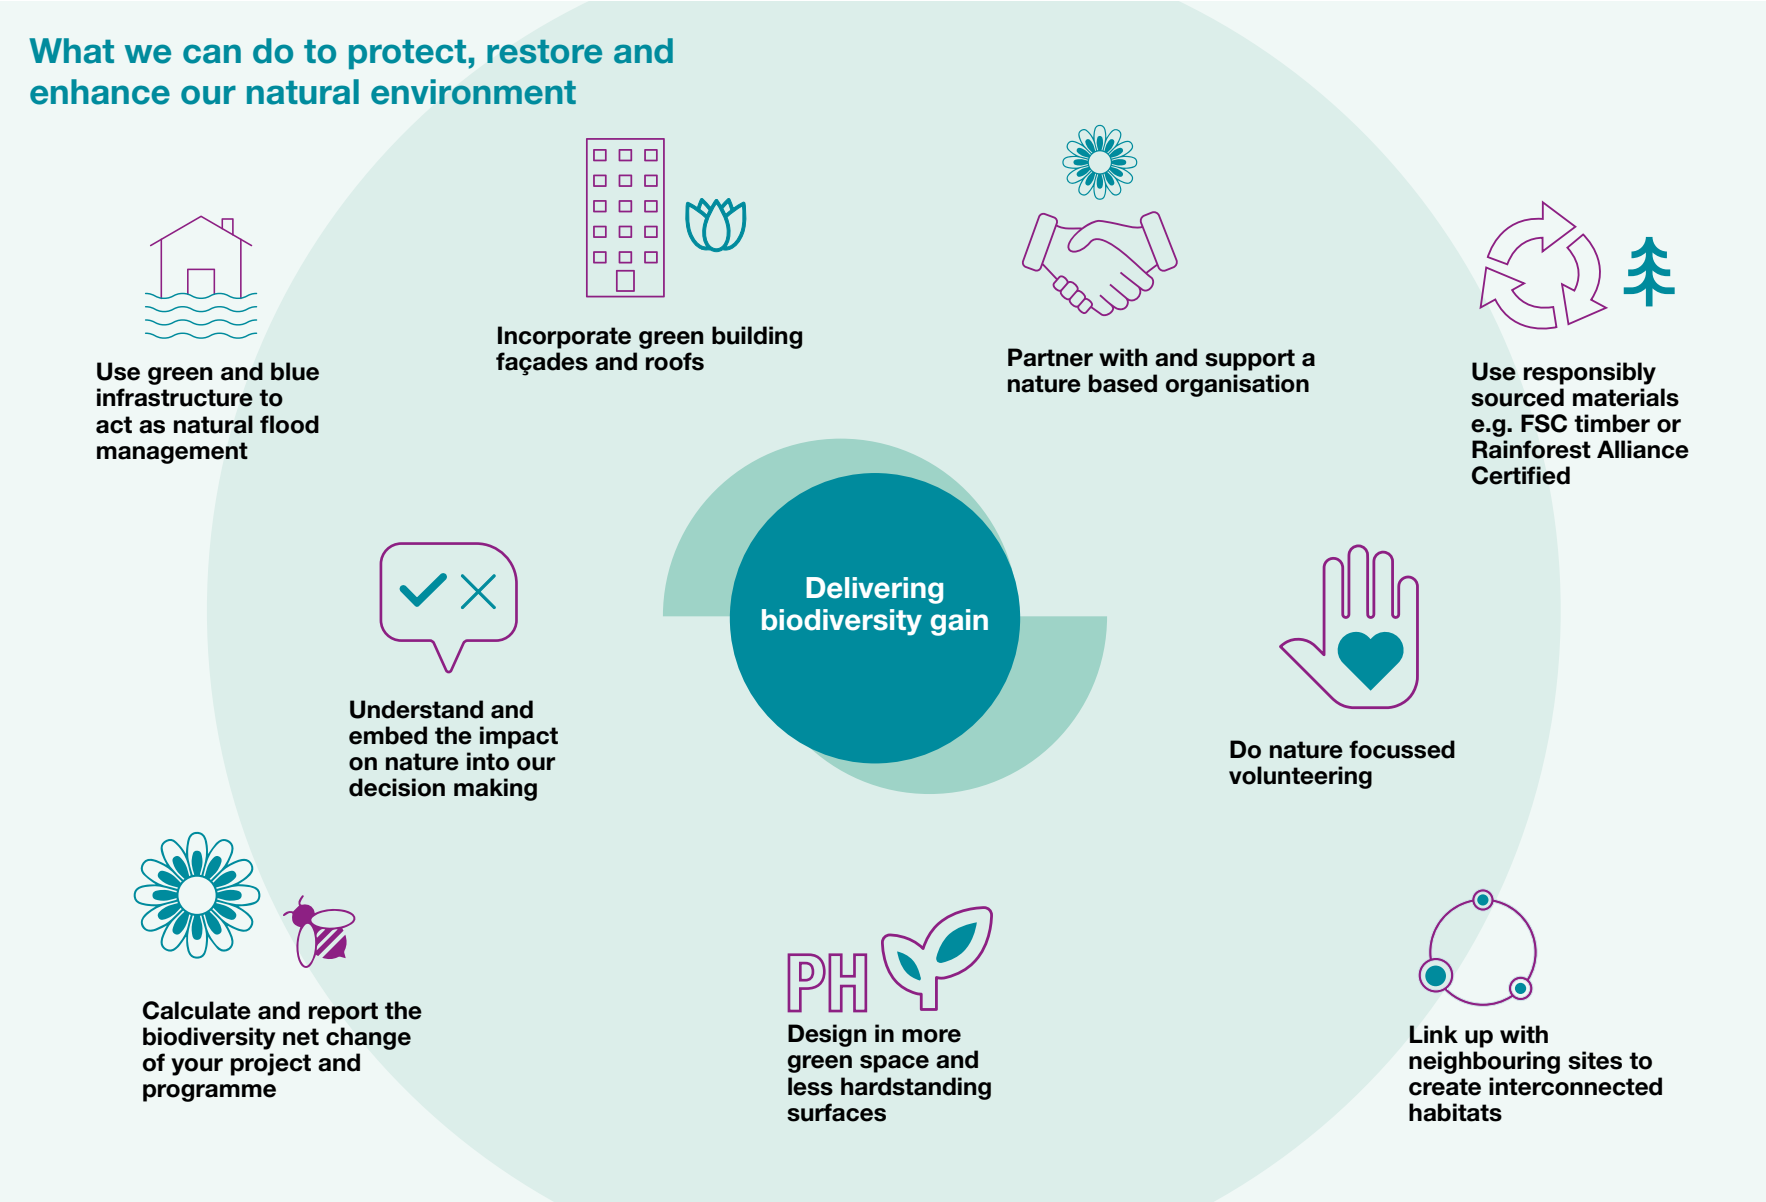 What we can do to protect, restore and
enhance our natural environment
Incorporate green building
façades and roofs
Partner with and support a
nature based organisation
Use green and blue
infrastructure to
act as natural flood
management
Use responsibly
sourced materials
e.g. FSC timber or
Rainforest Alliance
Certified
Delivering
biodiversity gain
Understand and
embed the impact
on nature into our
decision making
Do nature focussed
volunteering
Calculate and report the
biodiversity net change
of your project and
programme
PH
Design in more
green space and
less hardstanding
surfaces
Link up with
neighbouring sites to
create interconnected
habitats